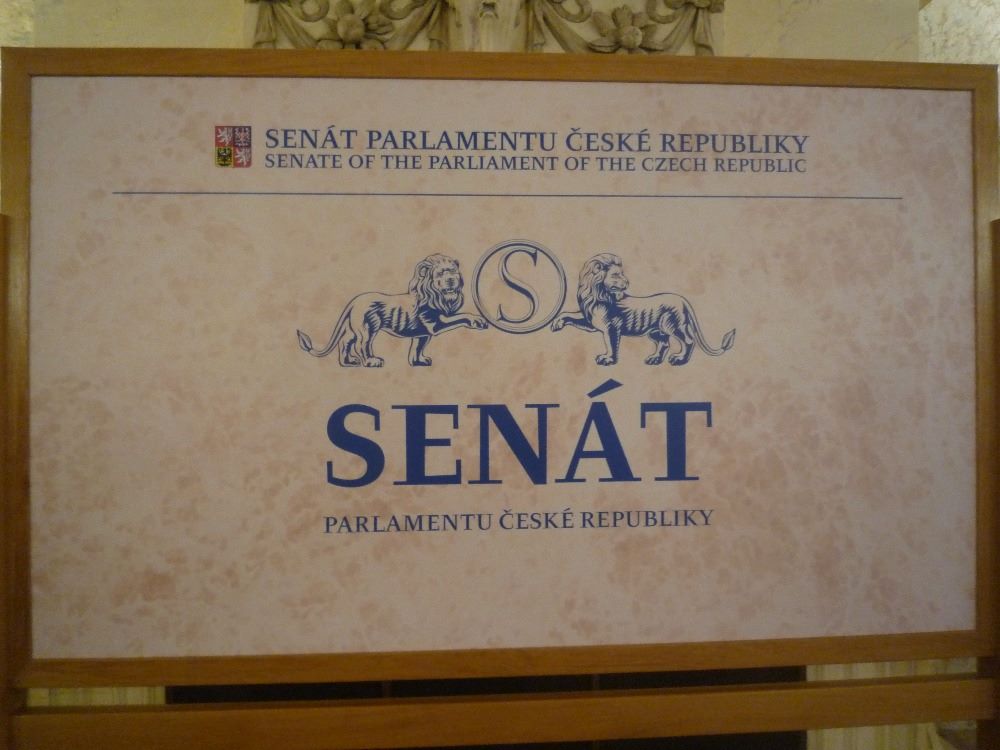 SENÁT PARLAMENTU ČESKÉ REPUBLIKY
SENATE OF THE PARLIAMENT OF THE CZECH REPUBLIC
S
SENÁT
PARLAMENTU ČESKÉ REPUBLIKY